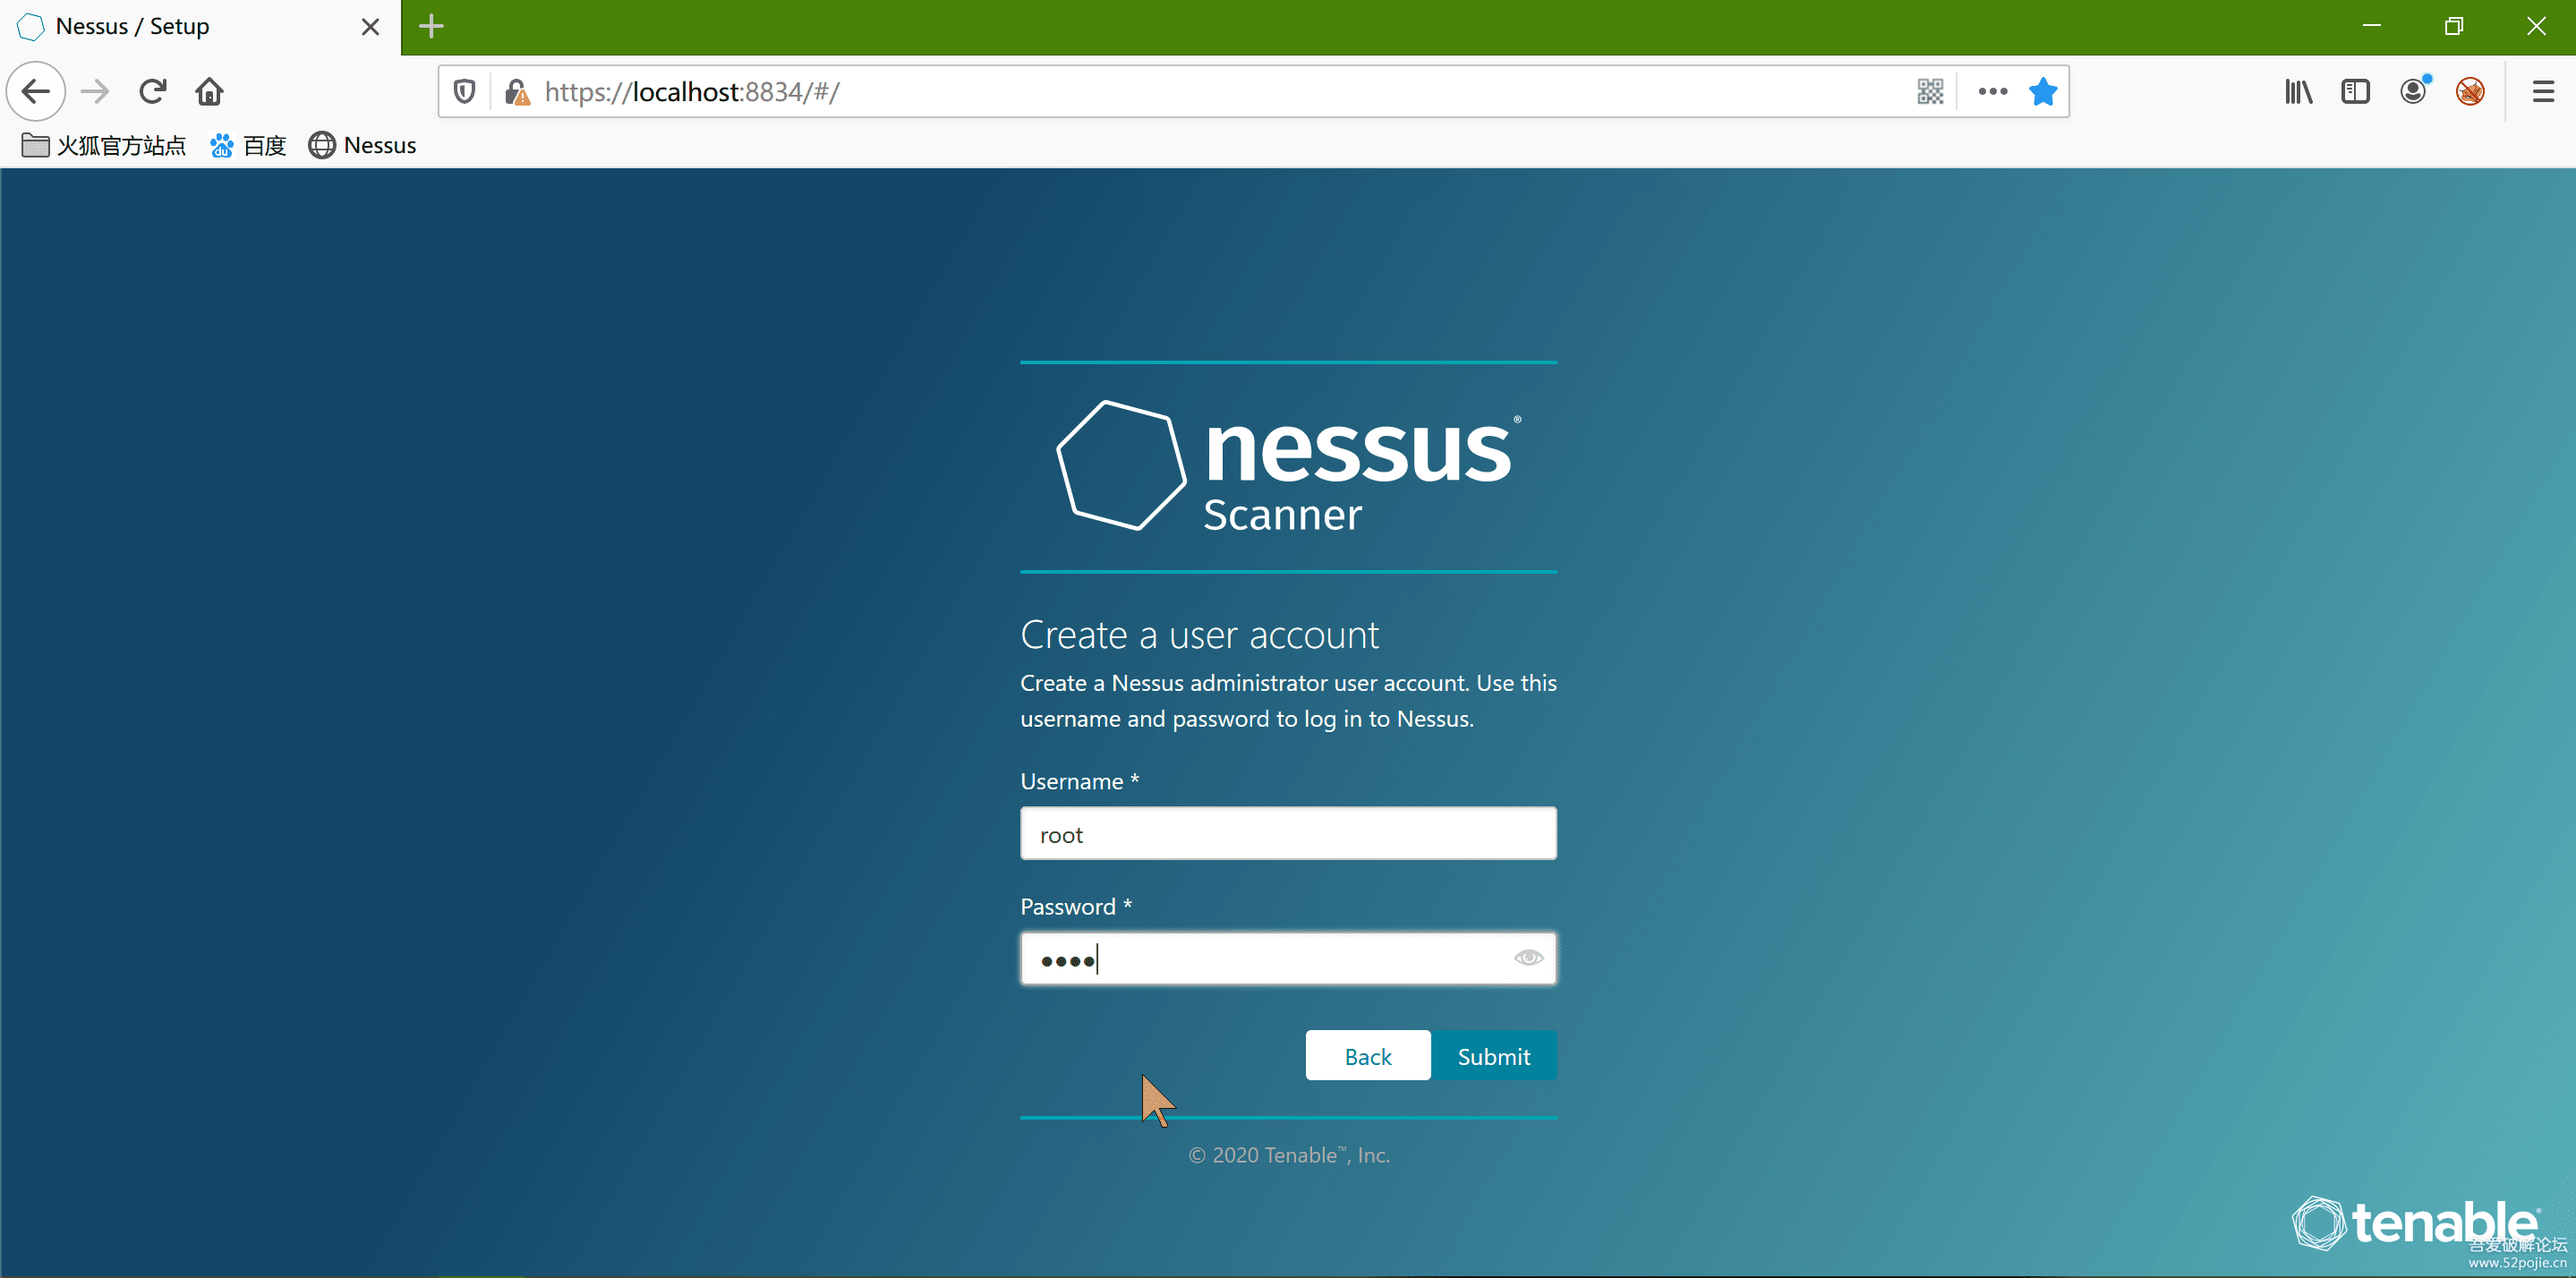 Nessus / Setup
https://localhost:8834/#/
火狐官方站点 百度 Nessus
nessus®
Scanner
Create a user account
Create a Nessus administrator user account. Use this
username and password to log in to Nessus.
Username *
root
Password *
••••
Back Submit
© 2020 Tenable™, Inc.
tenable®
吾爱破解论坛
www.52pojie.cn